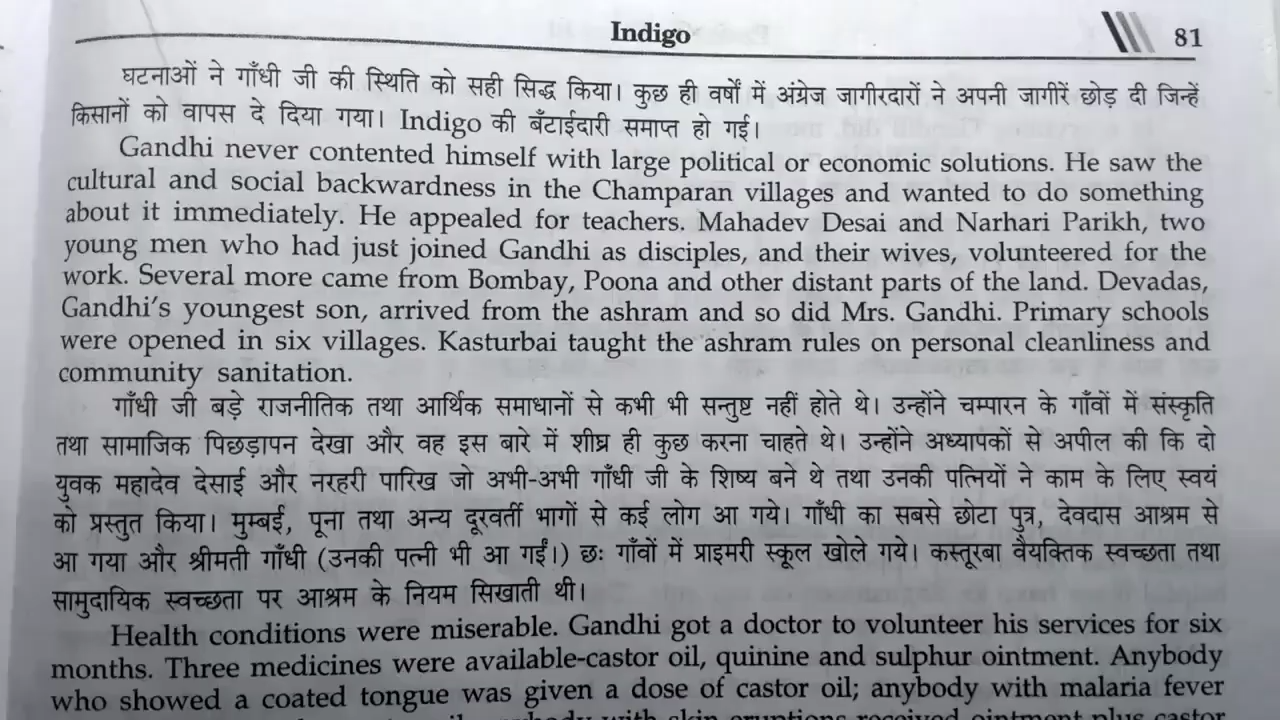 Indigo
81
घटनाओं ने गाँधी जी की स्थिति को सही सिद्ध किया। कुछ ही वर्षों में अंग्रेज जागीरदारों ने अपनी जागीरें छोड़ दी जिन्हें
किसानों को वापस दे दिया गया। Indigo की बँटाईदारी समाप्त हो गई।
Gandhi never contented himself with large political or economic solutions. He saw the
cultural and social backwardness in the Champaran villages and wanted to do something
about it immediately. He appealed for teachers. Mahadev Desai and Narhari Parikh, two
young men who had just joined Gandhi as disciples, and their wives, volunteered for the
work. Several more came from Bombay, Poona and other distant parts of the land. Devadas,
Gandhi's youngest son, arrived from the ashram and so did Mrs. Gandhi. Primary schools
were opened in six villages. Kasturbai taught the ashram rules on personal cleanliness and
community sanitation.
गाँधी जी बड़े राजनीतिक तथा आर्थिक समाधानों से कभी भी सन्तुष्ट नहीं होते थे। उन्होंने चम्पारन के गाँवों में संस्कृति
तथा सामाजिक पिछड़ापन देखा और वह इस बारे में शीघ्र ही कुछ करना चाहते थे। उन्होंने अध्यापकों से अपील की कि दो
युवक महादेव देसाई और नरहरी पारिख जो अभी-अभी गाँधी जी के शिष्य बने थे तथा उनकी पत्नियों ने काम के लिए स्वयं
को प्रस्तुत किया। मुम्बई, पूना तथा अन्य दूरवर्ती भागों से कई लोग आ गये। गाँधी का सबसे छोटा पुत्र, देवदास आश्रम से
आ गया और श्रीमती गाँधी (उनकी पत्नी भी आ गईं।) छः गाँवों में प्राइमरी स्कूल खोले गये। कस्तूरबा वैयक्तिक स्वच्छता तथा
सामुदायिक स्वच्छता पर आश्रम के नियम सिखाती थी।
Health conditions were miserable. Gandhi got a doctor to volunteer his services for six
months. Three medicines were available-castor oil, quinine and sulphur ointment. Anybody
who showed a coated tongue was given a dose of castor oil; anybody with malaria fever
with skin eruptions received ointment plus castor